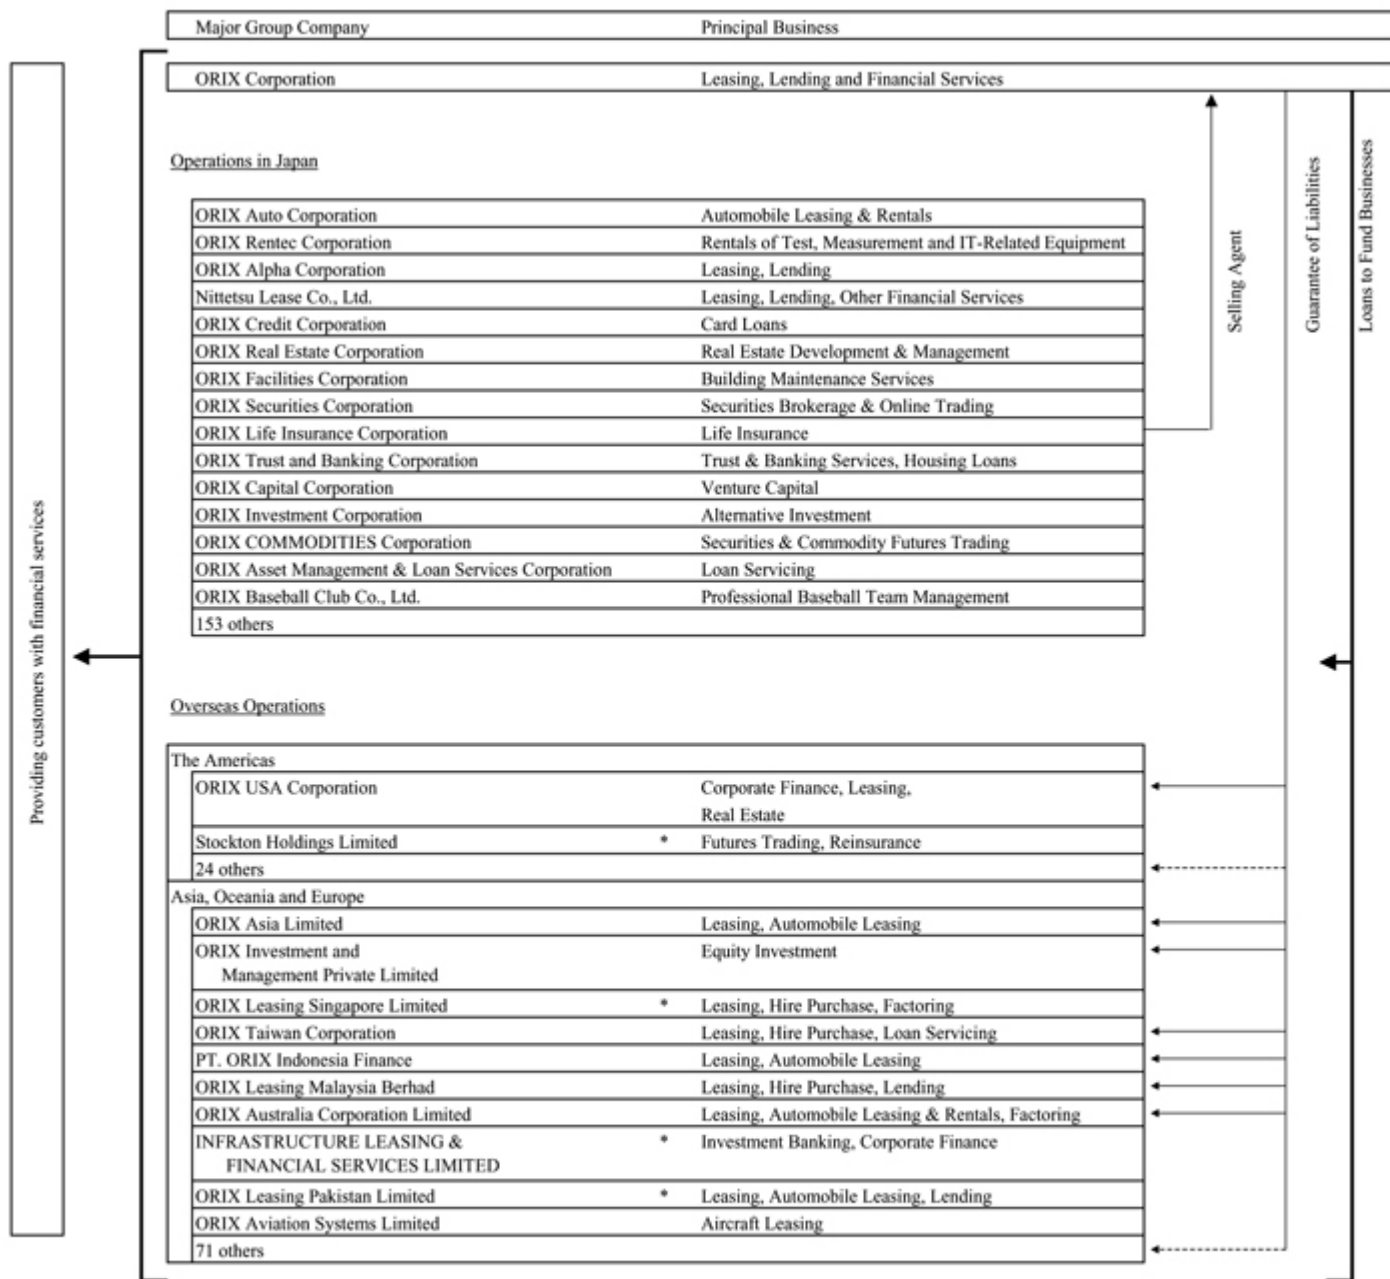 Major Group Company Principal Business
ORIX Corporation Leasing, Lending and Financial Services
Operations in Japan
ORIX Auto Corporation Automobile Leasing & Rentals
ORIX Rentec Corporation Rentals of Test, Measurement and IT-Related Equipment
ORIX Alpha Corporation Leasing, Lending
Nittetsu Lease Co., Ltd. Leasing, Lending, Other Financial Services
ORIX Credit Corporation Card Loans
ORIX Real Estate Corporation Real Estate Development & Management
ORIX Facilities Corporation Building Maintenance Services
ORIX Securities Corporation Securities Brokerage & Online Trading
ORIX Life Insurance Corporation Life Insurance
ORIX Trust and Banking Corporation Trust & Banking Services, Housing Loans
ORIX Capital Corporation Venture Capital
ORIX Investment Corporation Alternative Investment
ORIX COMMODITIES Corporation Securities & Commodity Futures Trading
ORIX Asset Management & Loan Services Corporation Loan Servicing
ORIX Baseball Club Co., Ltd. Professional Baseball Team Management
153 others
Overseas Operations
The Americas
ORIX USA Corporation Corporate Finance, Leasing,
Real Estate
Stockton Holdings Limited * Futures Trading, Reinsurance
24 others
Asia, Oceania and Europe
ORIX Asia Limited Leasing, Automobile Leasing
ORIX Investment and Equity Investment
Management Private Limited
ORIX Leasing Singapore Limited * Leasing, Hire Purchase, Factoring
ORIX Taiwan Corporation Leasing, Hire Purchase, Loan Servicing
PT. ORIX Indonesia Finance Leasing, Automobile Leasing
ORIX Leasing Malaysia Berhad Leasing, Hire Purchase, Lending
ORIX Australia Corporation Limited Leasing, Automobile Leasing & Rentals, Factoring
INFRASTRUCTURE LEASING & * Investment Banking, Corporate Finance
FINANCIAL SERVICES LIMITED
ORIX Leasing Pakistan Limited * Leasing, Automobile Leasing, Lending
ORIX Aviation Systems Limited Aircraft Leasing
71 others
Providing customers with financial services
Selling Agent
Guarantee of Liabilities
Loans to Fund Businesses